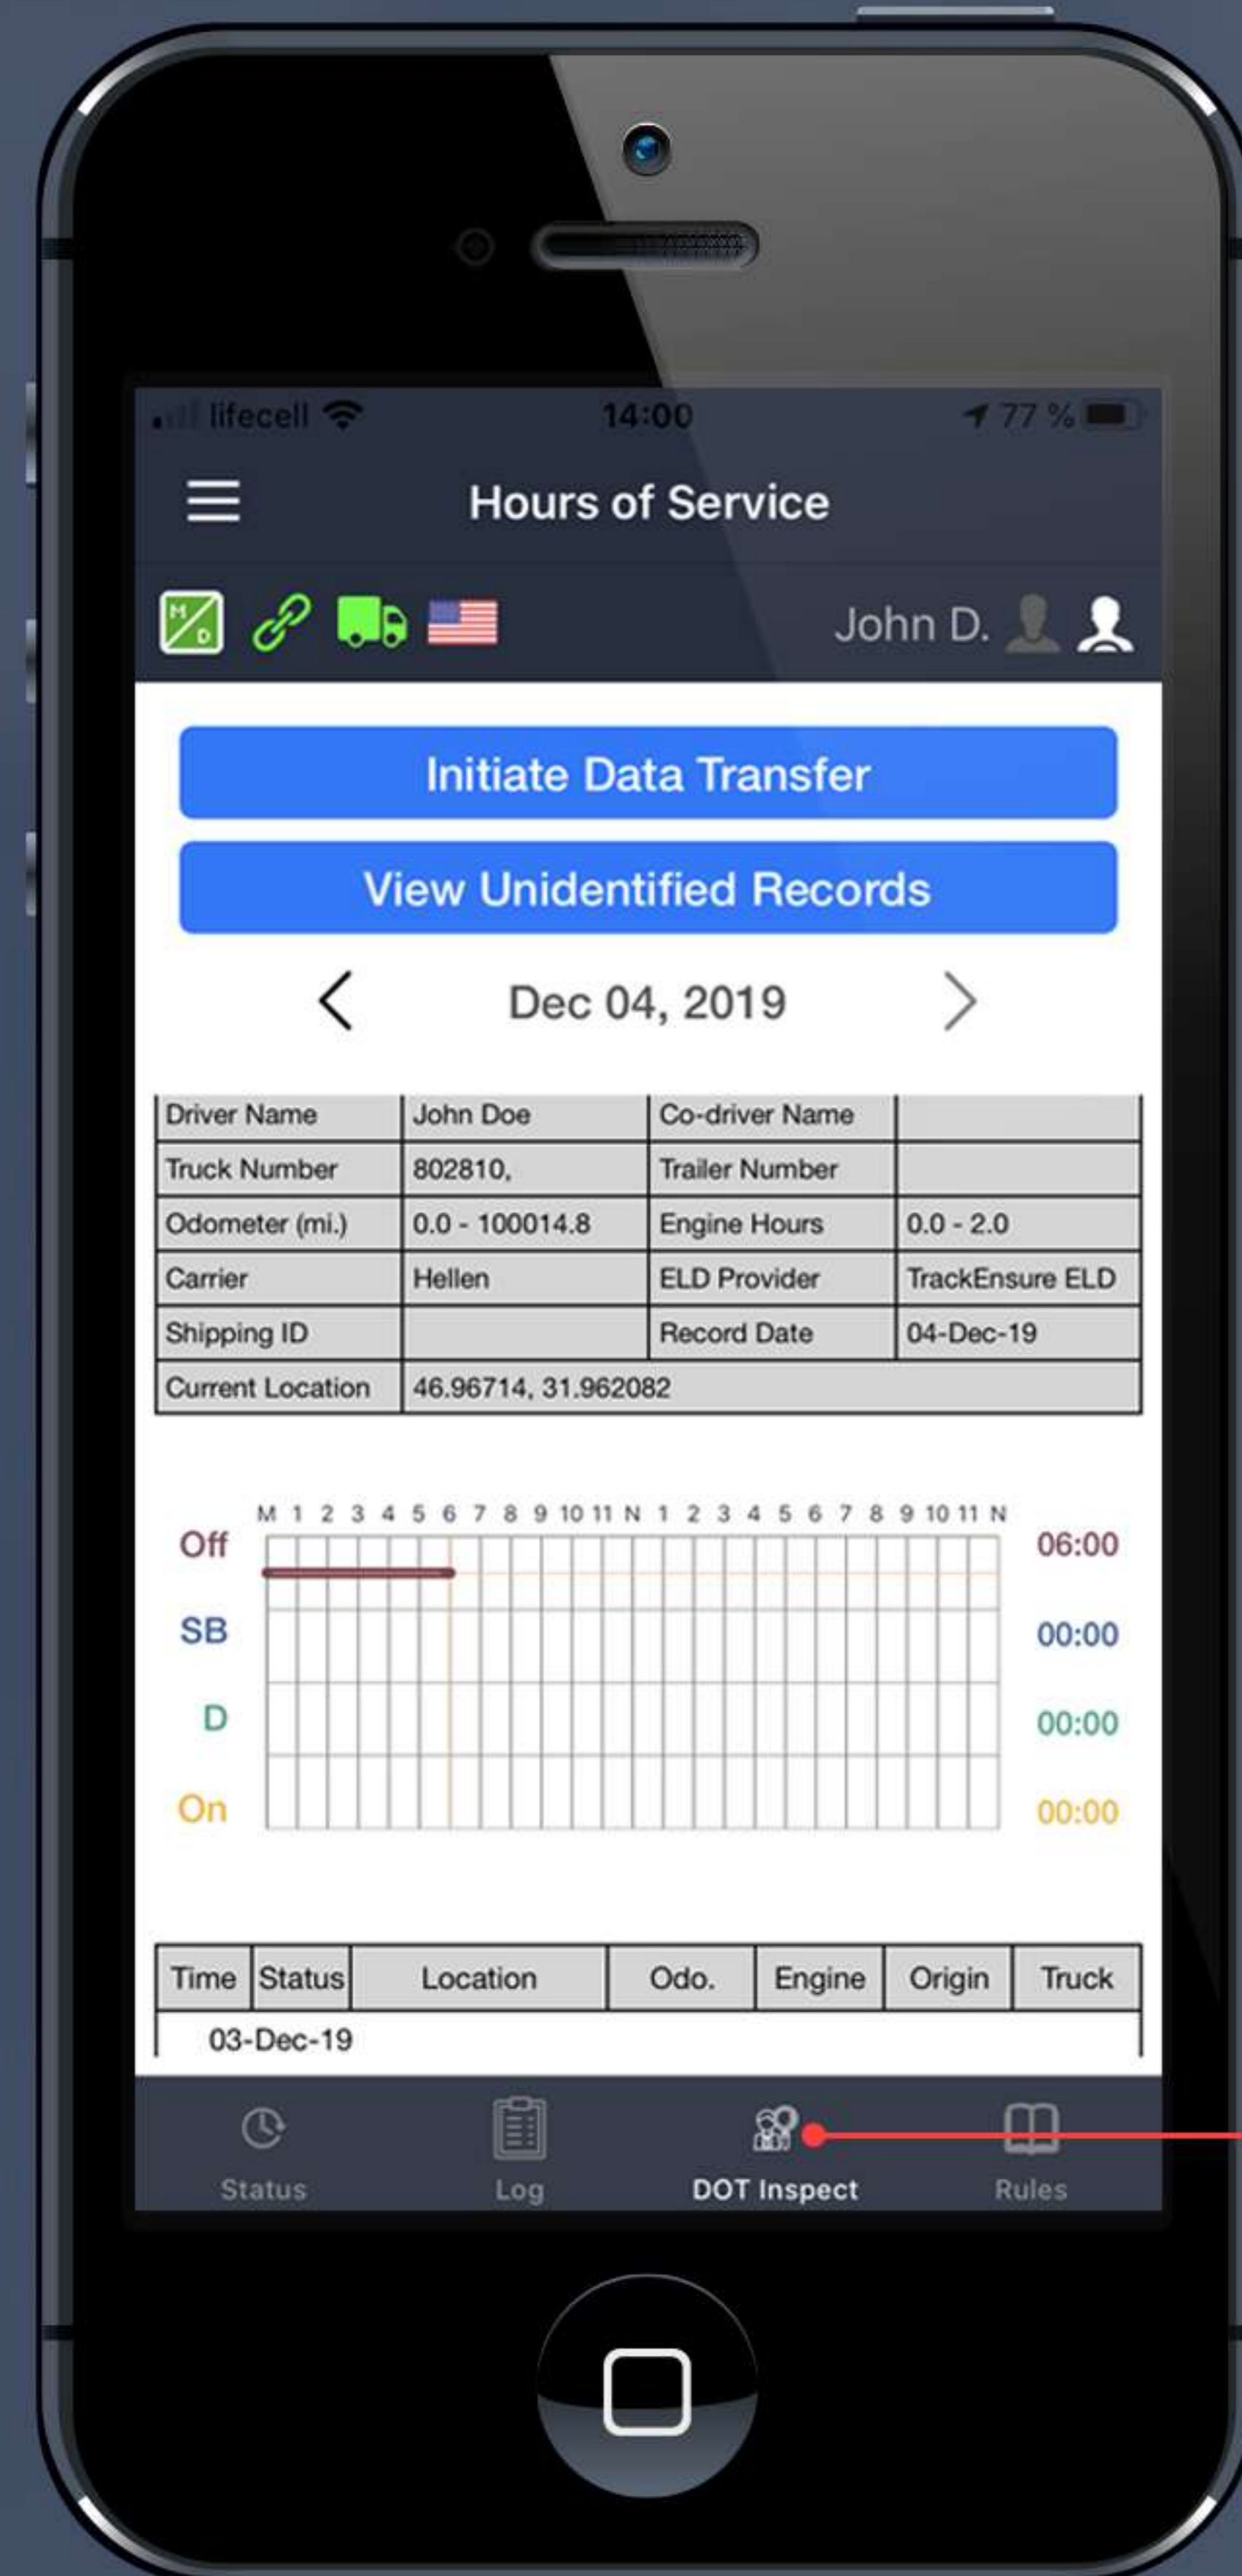 lifecell 14:00 77 %
Hours of Service
M/D John D.
Initiate Data Transfer
View Unidentified Records
Dec 04, 2019
Driver Name John Doe Co-driver Name
Truck Number 802810, Trailer Number
Odometer (mi.) 0.0 - 100014.8 Engine Hours 0.0 - 2.0
Carrier Hellen ELD Provider TrackEnsure ELD
Shipping ID Record Date 04-Dec-19
Current Location 46.96714, 31.962082
M 1 2 3 4 5 6 7 8 9 10 11 N 1 2 3 4 5 6 7 8 9 10 11 N
Off 06:00
SB 00:00
D 00:00
On 00:00
Time Status Location Odo. Engine Origin Truck
03-Dec-19
Status Log DOT Inspect Rules